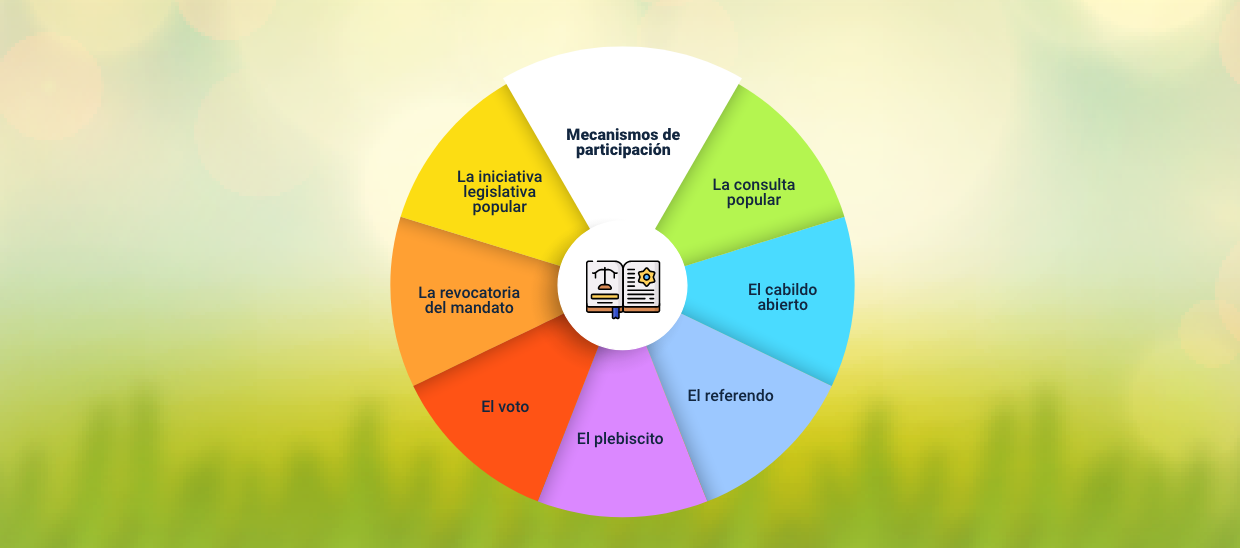 Mecanismos de
participación
La consulta
popular
El cabildo
abierto
El referendo
El plebiscito
El voto
La revocatoria
del mandato
La iniciativa
legislativa
popular